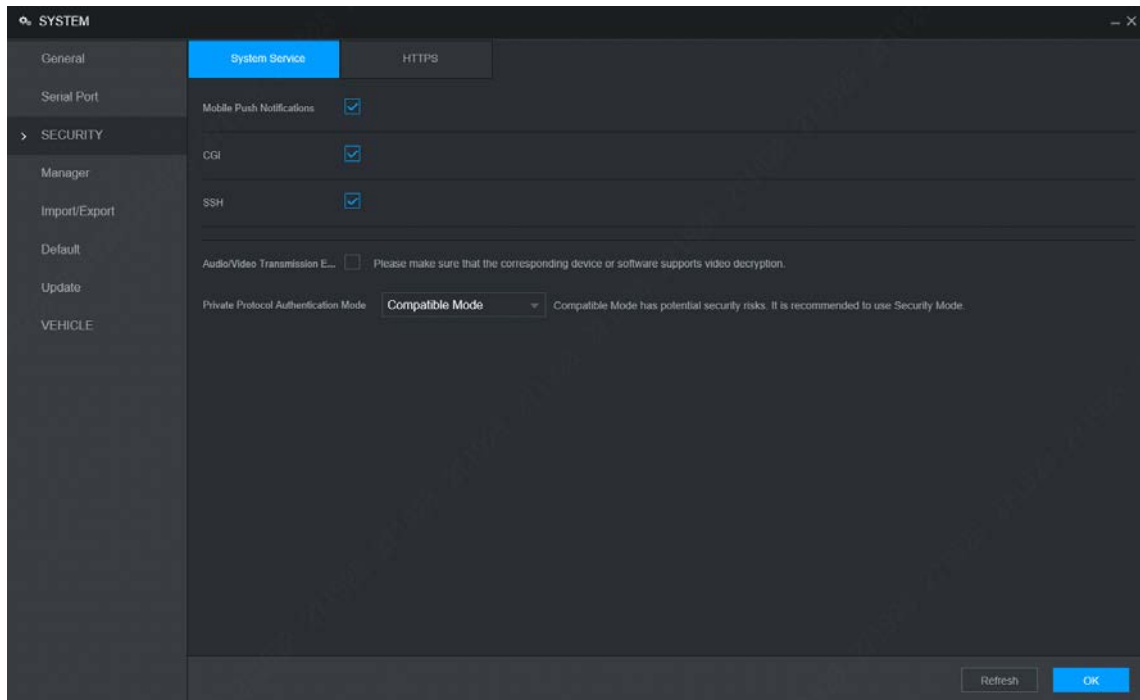 SYSTEM
General
Serial Port
SECURITY
Manager
Import/Export
Default
Update
VEHICLE
System Service
HTTPS
Mobile Push Notifications
CGI
SSH
Audio/Video Transmission E... Please make sure that the corresponding device or software supports video decryption.
Private Protocol Authentication Mode Compatible Mode Compatible Mode has potential security risks. It is recommended to use Security Mode.
Refresh
OK